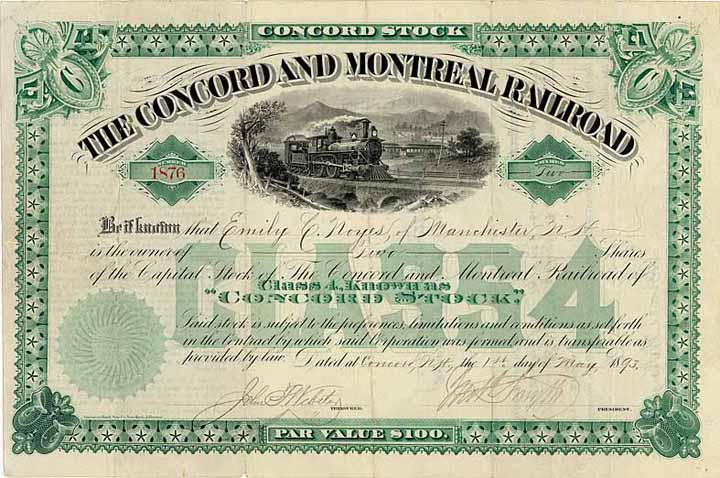 CONCORD STOCK
THE CONCORD AND MONTREAL RAILROAD
NUMBER
1876
Two
Be it known that Emily C. Noyes, of Manchester, N.H.
is the owner of Two Shares
of the Capital Stock of The Concord and Montreal Railroad of
CLASS 4
Class 4, Known as
"CONCORD STOCK."
Said stock is subject to the preferences, limitations and conditions as set forth
in the contract by which said Corporation was formed, and is transferable as
provided by law. Dated at Concord, N.H., the 1st day of May 1893.
TREASURER.
PRESIDENT.
PAR VALUE $100.